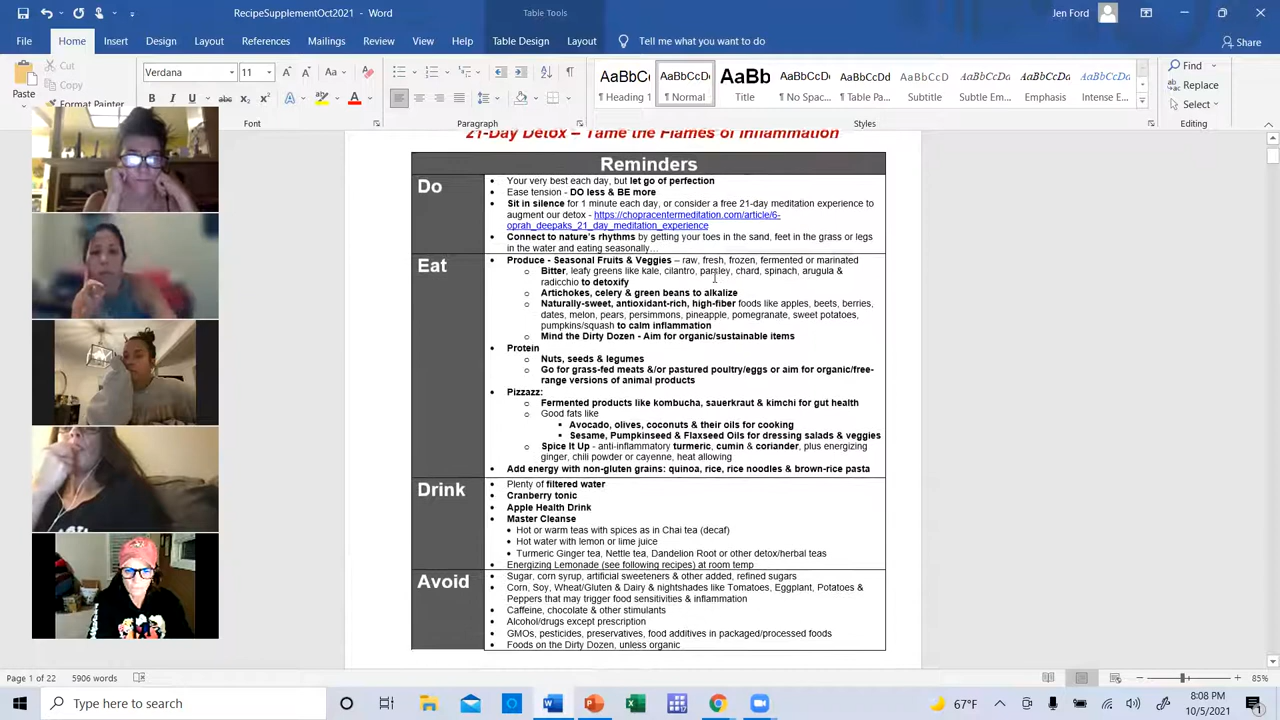 Jen Field
File Home Insert Draw Design Layout References Mailings Review View Help Tell me what you want to do Share
Paste Cut
Copy
Format Painter
Verdana 11
AaBbC( AaBbCcD( AaBb AaBbCcD( AaBbCcDd AaBbCcD AaBbCcDd AaBbCcDd AaBbCcDd
¶ Heading 1 ¶ Normal Title ¶ No Spac... ¶ Table Pa... Subtitle Subtle Em... Emphasis Intense E...
Find
Replace
Select
Font Paragraph Styles Editing
21-Day Detox – Tame the Flames of Inflammation
Reminders
Do
• Your very best each day, but let go of perfection
• Ease tension - DO less & BE more
• Sit in silence for 1 minute each day, or consider a free 21-day meditation experience to
augment our detox - https://chopracentermeditation.com/article/6-
oprah_deepaks_21_day_meditation_experience
• Connect to nature's rhythms by getting your toes in the sand, feet in the grass or legs
in the water and eating seasonally…
Eat
• Produce - Seasonal Fruits & Veggies – raw, fresh, frozen, fermented or marinated
o Bitter, leafy greens like kale, cilantro, parsley, chard, spinach, arugula &
radicchio to detoxify
o Artichokes, celery & green beans to alkalize
o Naturally-sweet, antioxidant-rich, high-fiber foods like apples, beets, berries,
dates, melon, pears, persimmons, grapes, pineapple, pomegranate, sweet potatoes,
pumpkins/squash to calm inflammation
o Mind the Dirty Dozen - Aim for organic/sustainable items
• Protein
o Nuts, seeds & legumes
o Go for grass-fed meats &/or pastured poultry/eggs or aim for organic/free-
range versions of animal products
• Pizzazz:
o Fermented products like kombucha, sauerkraut & kimchi for gut health
o Good fats like
▪ Avocado, olives, coconuts & their oils for cooking
▪ Sesame, Pumpkinseed & Flaxseed Oils for dressing salads & veggies
o Spice It Up - anti-inflammatory turmeric, cumin & coriander, plus energizing
ginger, chili powder or cayenne, heat allowing
• Add energy with non-gluten grains: quinoa, rice, rice noodles & brown-rice pasta
Drink
• Plenty of filtered water
• Cranberry tonic
• Apple Health Drink
• Master Cleanse
• Hot or warm teas with spices as in Chai tea (decaf)
• Hot water with lemon or lime juice
• Turmeric Ginger tea, Nettle tea, Dandelion Root or other detox/herbal teas
• Energizing Lemonade (see following recipes) at room temp
Avoid
• Sugar, corn syrup, artificial sweeteners & other added, refined sugars
• Corn, Soy, Wheat/Gluten & Dairy & nightshades like Tomatoes, Eggplant, Potatoes &
Peppers that may trigger food sensitivities & inflammation
• Caffeine, chocolate & other stimulants
• Alcohol/drugs except prescription
• GMOs, pesticides, preservatives, food additives in packaged/processed foods
• Foods on the Dirty Dozen, unless organic
Page 1 of 22 5906 words 85%
Type here to search 67°F 8:08 PM
10/5/2021